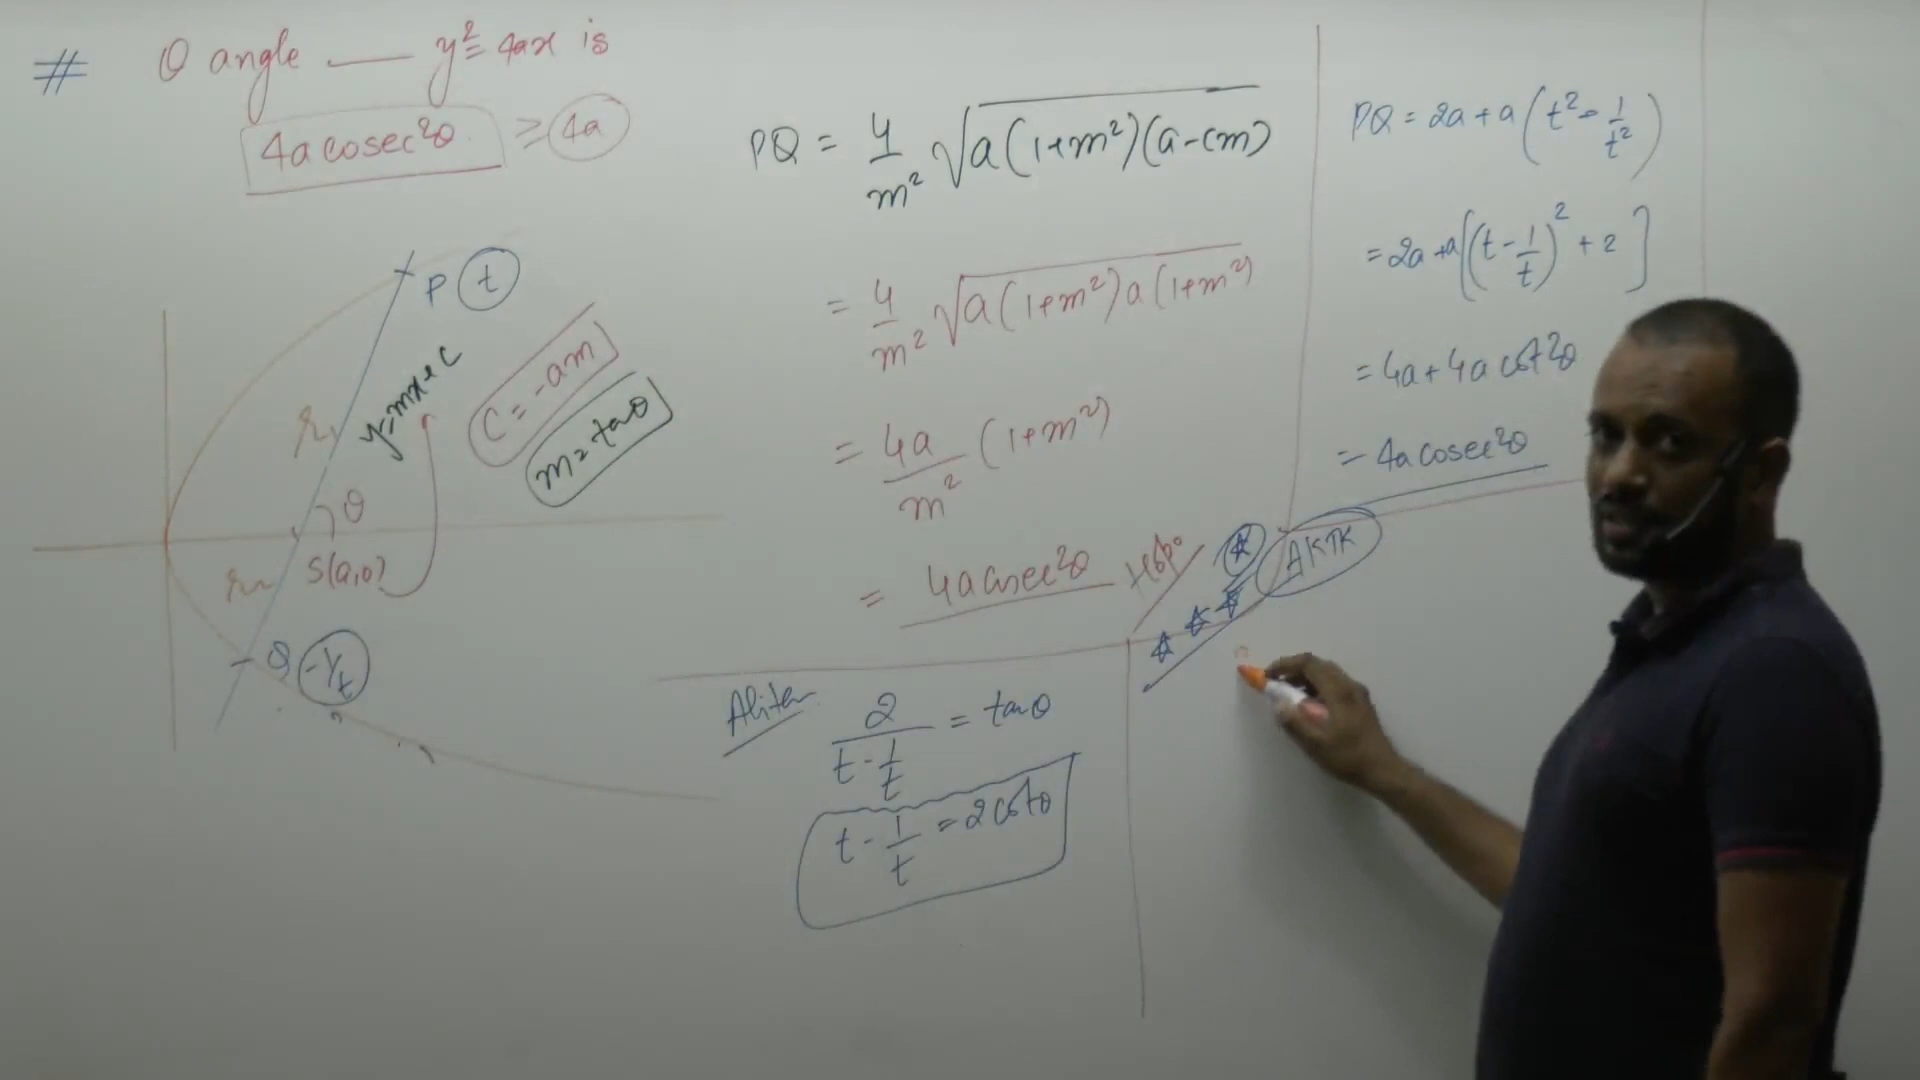 # θ angle — y² = 4ax is
4a cosec²θ ≥ 4a
P t
y=mx+c
C = -am
m = tanθ
r₁
θ
S(a,0)
r₂
Q -1/t
PQ = 4/m² √a(1+m²)(a-cm)
= 4/m² √a(1+m²)a(1+m²)
= 4a/m² (1+m²)
= 4a cosec²θ
Aliter
2/(t - 1/t) = tanθ
t - 1/t = 2cotθ
PQ = 2a + a (t² - 1/t²)
= 2a + a[(t - 1/t)² + 2]
= 4a + 4a cot²θ
= 4a cosec²θ
AKTK